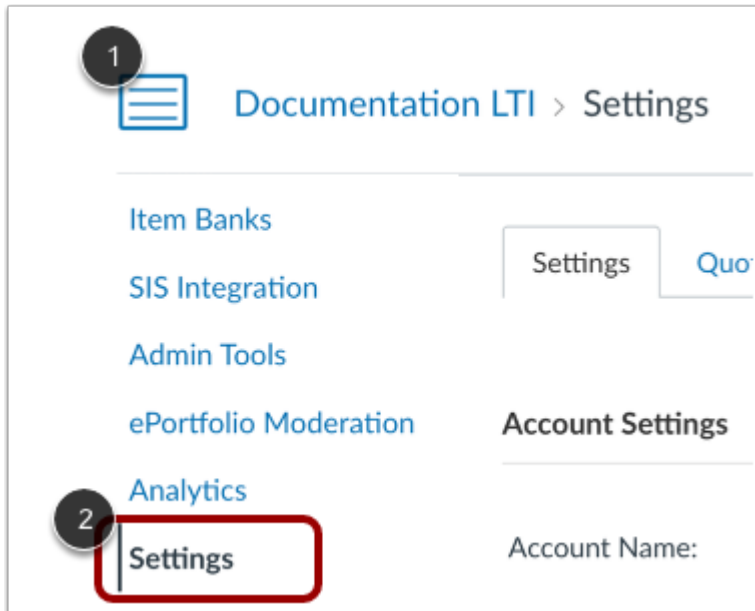 1
Documentation LTI > Settings
Item Banks
SIS Integration
Admin Tools
ePortfolio Moderation
Analytics
2
Settings
Settings
Account Settings
Account Name: